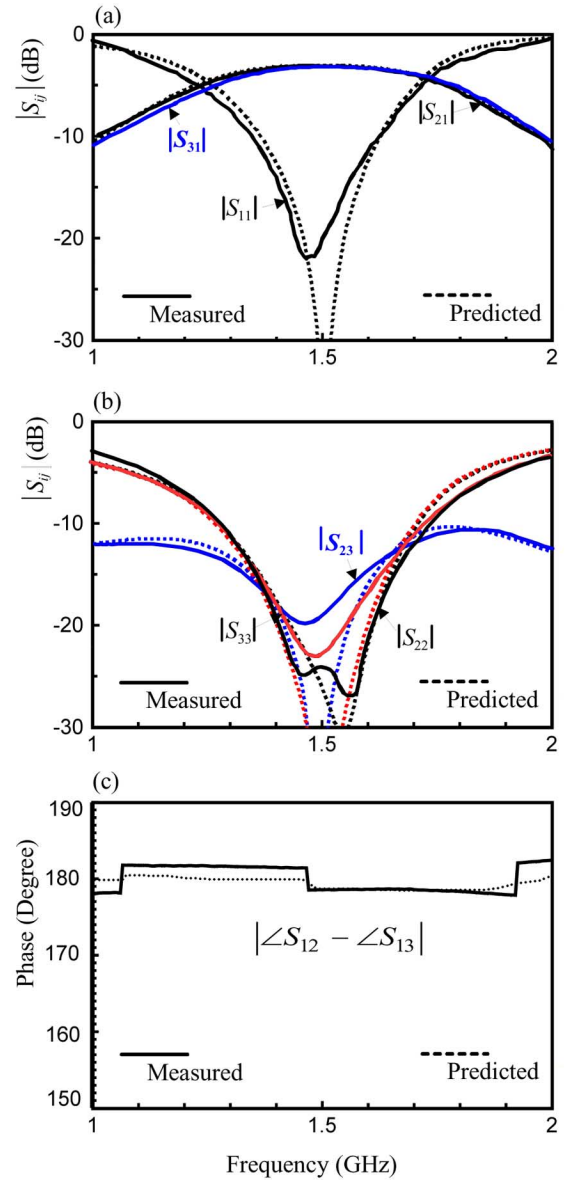 (a)
|S_ij| (dB)
0
-10
-20
-30
|S_31|
|S_21|
|S_11|
Measured
Predicted
1
1.5
2
(b)
|S_ij| (dB)
0
-10
-20
-30
|S_23|
|S_33|
|S_22|
Measured
Predicted
1
1.5
2
(c)
Phase (Degree)
190
180
170
160
150
|∠S_12 − ∠S_13|
Measured
Predicted
1
1.5
2
Frequency (GHz)